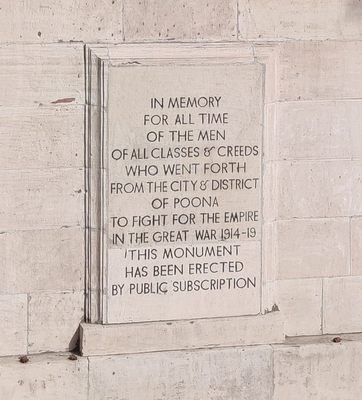 IN MEMORY
FOR ALL TIME
OF THE MEN
OF ALL CLASSES & CREEDS
WHO WENT FORTH
FROM THE CITY & DISTRICT
OF POONA
TO FIGHT FOR THE EMPIRE
IN THE GREAT WAR 1914-19
THIS MONUMENT
HAS BEEN ERECTED
BY PUBLIC SUBSCRIPTION